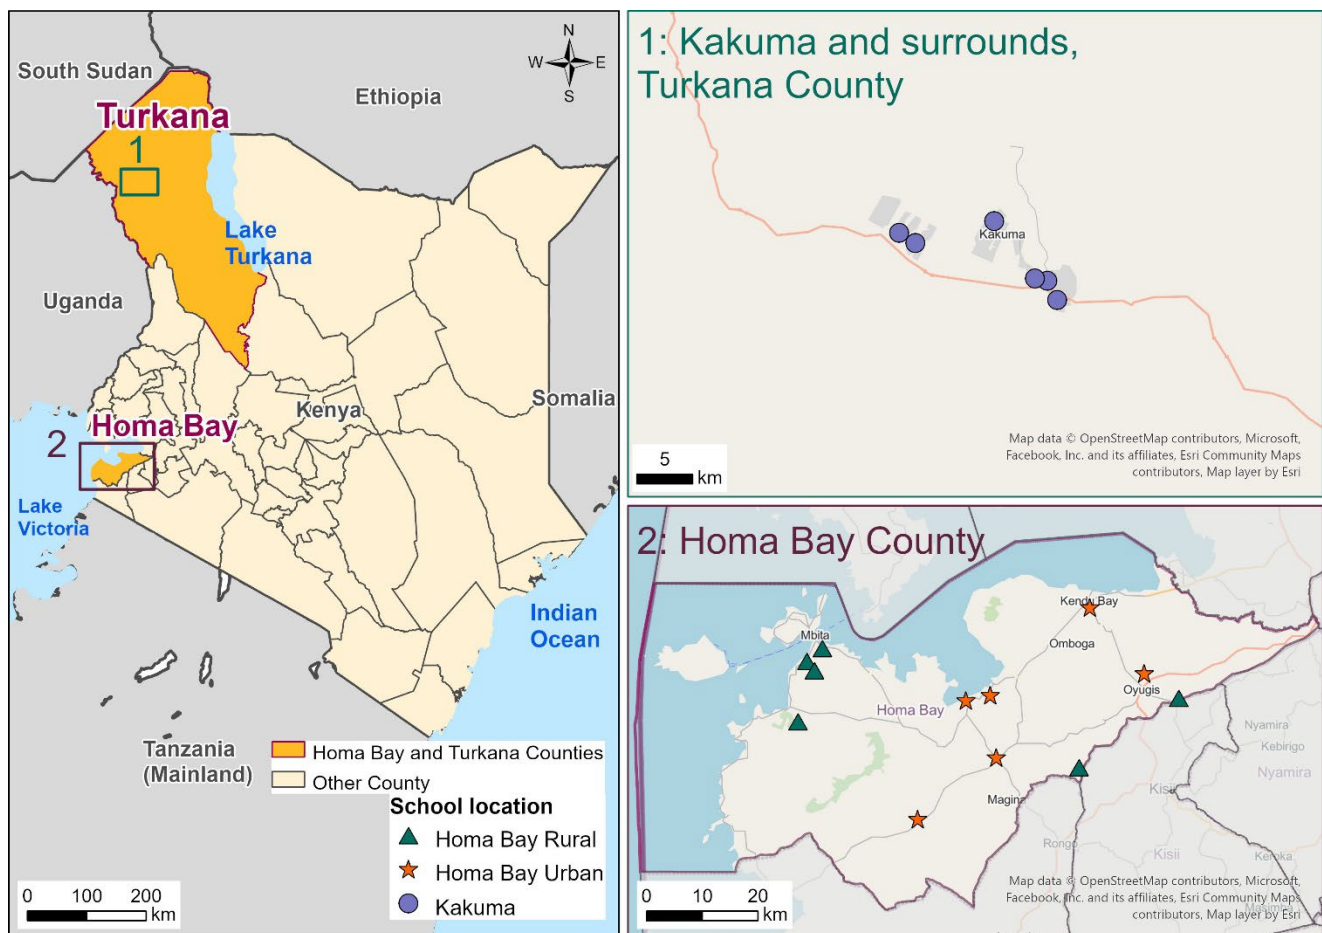 South Sudan
Ethiopia
N
W
E
S
Turkana
1
Lake
Turkana
Uganda
Somalia
Kenya
Homa Bay
2
Lake
Victoria
Indian
Ocean
Tanzania
(Mainland)
Homa Bay and Turkana Counties
Other County
School location
Homa Bay Rural
Homa Bay Urban
Kakuma
0 100 200
km
1: Kakuma and surrounds,
Turkana County
Kakuma
5
km
Map data © OpenStreetMap contributors, Microsoft,
Facebook, Inc. and its affiliates, Esri Community Maps
contributors, Map layer by Esri
2: Homa Bay County
Kendu Bay
Mbita
Omboga
Oyugis
Homa Bay
Nyamira
Kebirigo
Nyamira
Magina
Kisii
Rongo
Kisii
Keroka
Masimba
0 10 20
km
Map data © OpenStreetMap contributors, Microsoft,
Facebook, Inc. and its affiliates, Esri Community Maps
contributors, Map layer by Esri